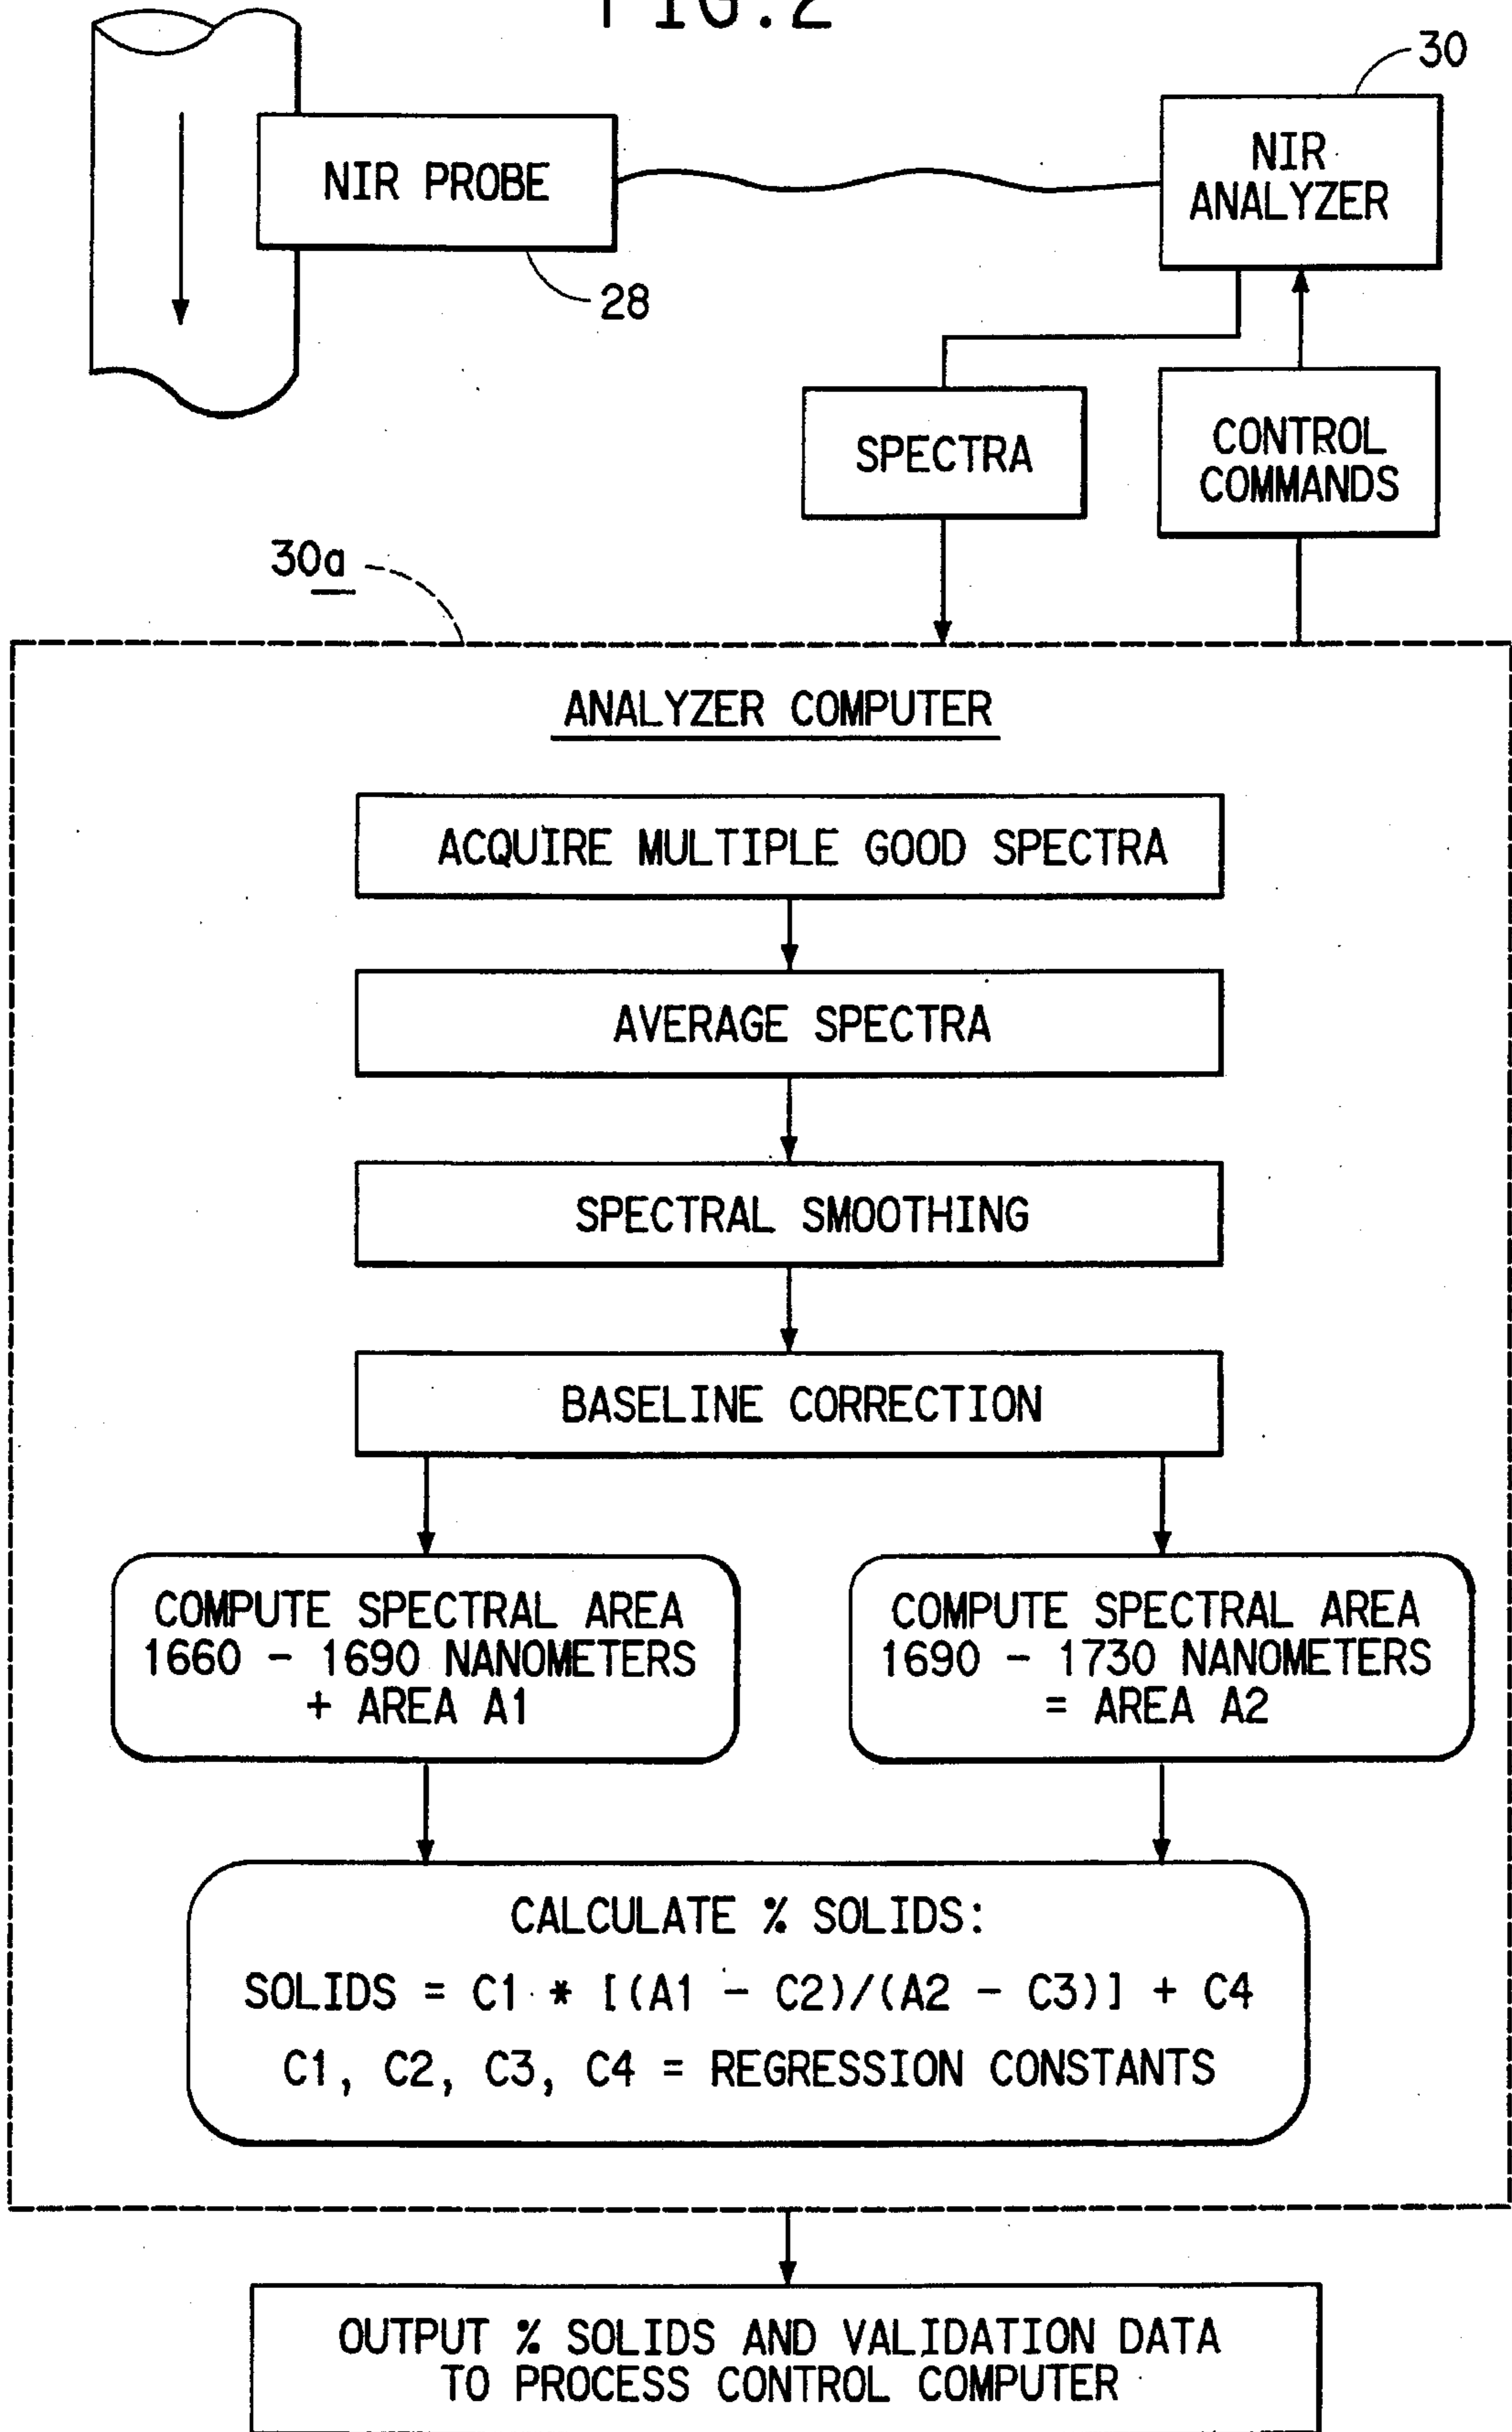 FIG.2
30
NIR PROBE
NIR
ANALYZER
28
SPECTRA
CONTROL
COMMANDS
30a
ANALYZER COMPUTER
ACQUIRE MULTIPLE GOOD SPECTRA
AVERAGE SPECTRA
SPECTRAL SMOOTHING
BASELINE CORRECTION
COMPUTE SPECTRAL AREA
1660 - 1690 NANOMETERS
+ AREA A1
COMPUTE SPECTRAL AREA
1690 - 1730 NANOMETERS
= AREA A2
CALCULATE % SOLIDS:
SOLIDS = C1 * [(A1 - C2)/(A2 - C3)] + C4
C1, C2, C3, C4 = REGRESSION CONSTANTS
OUTPUT % SOLIDS AND VALIDATION DATA
TO PROCESS CONTROL COMPUTER